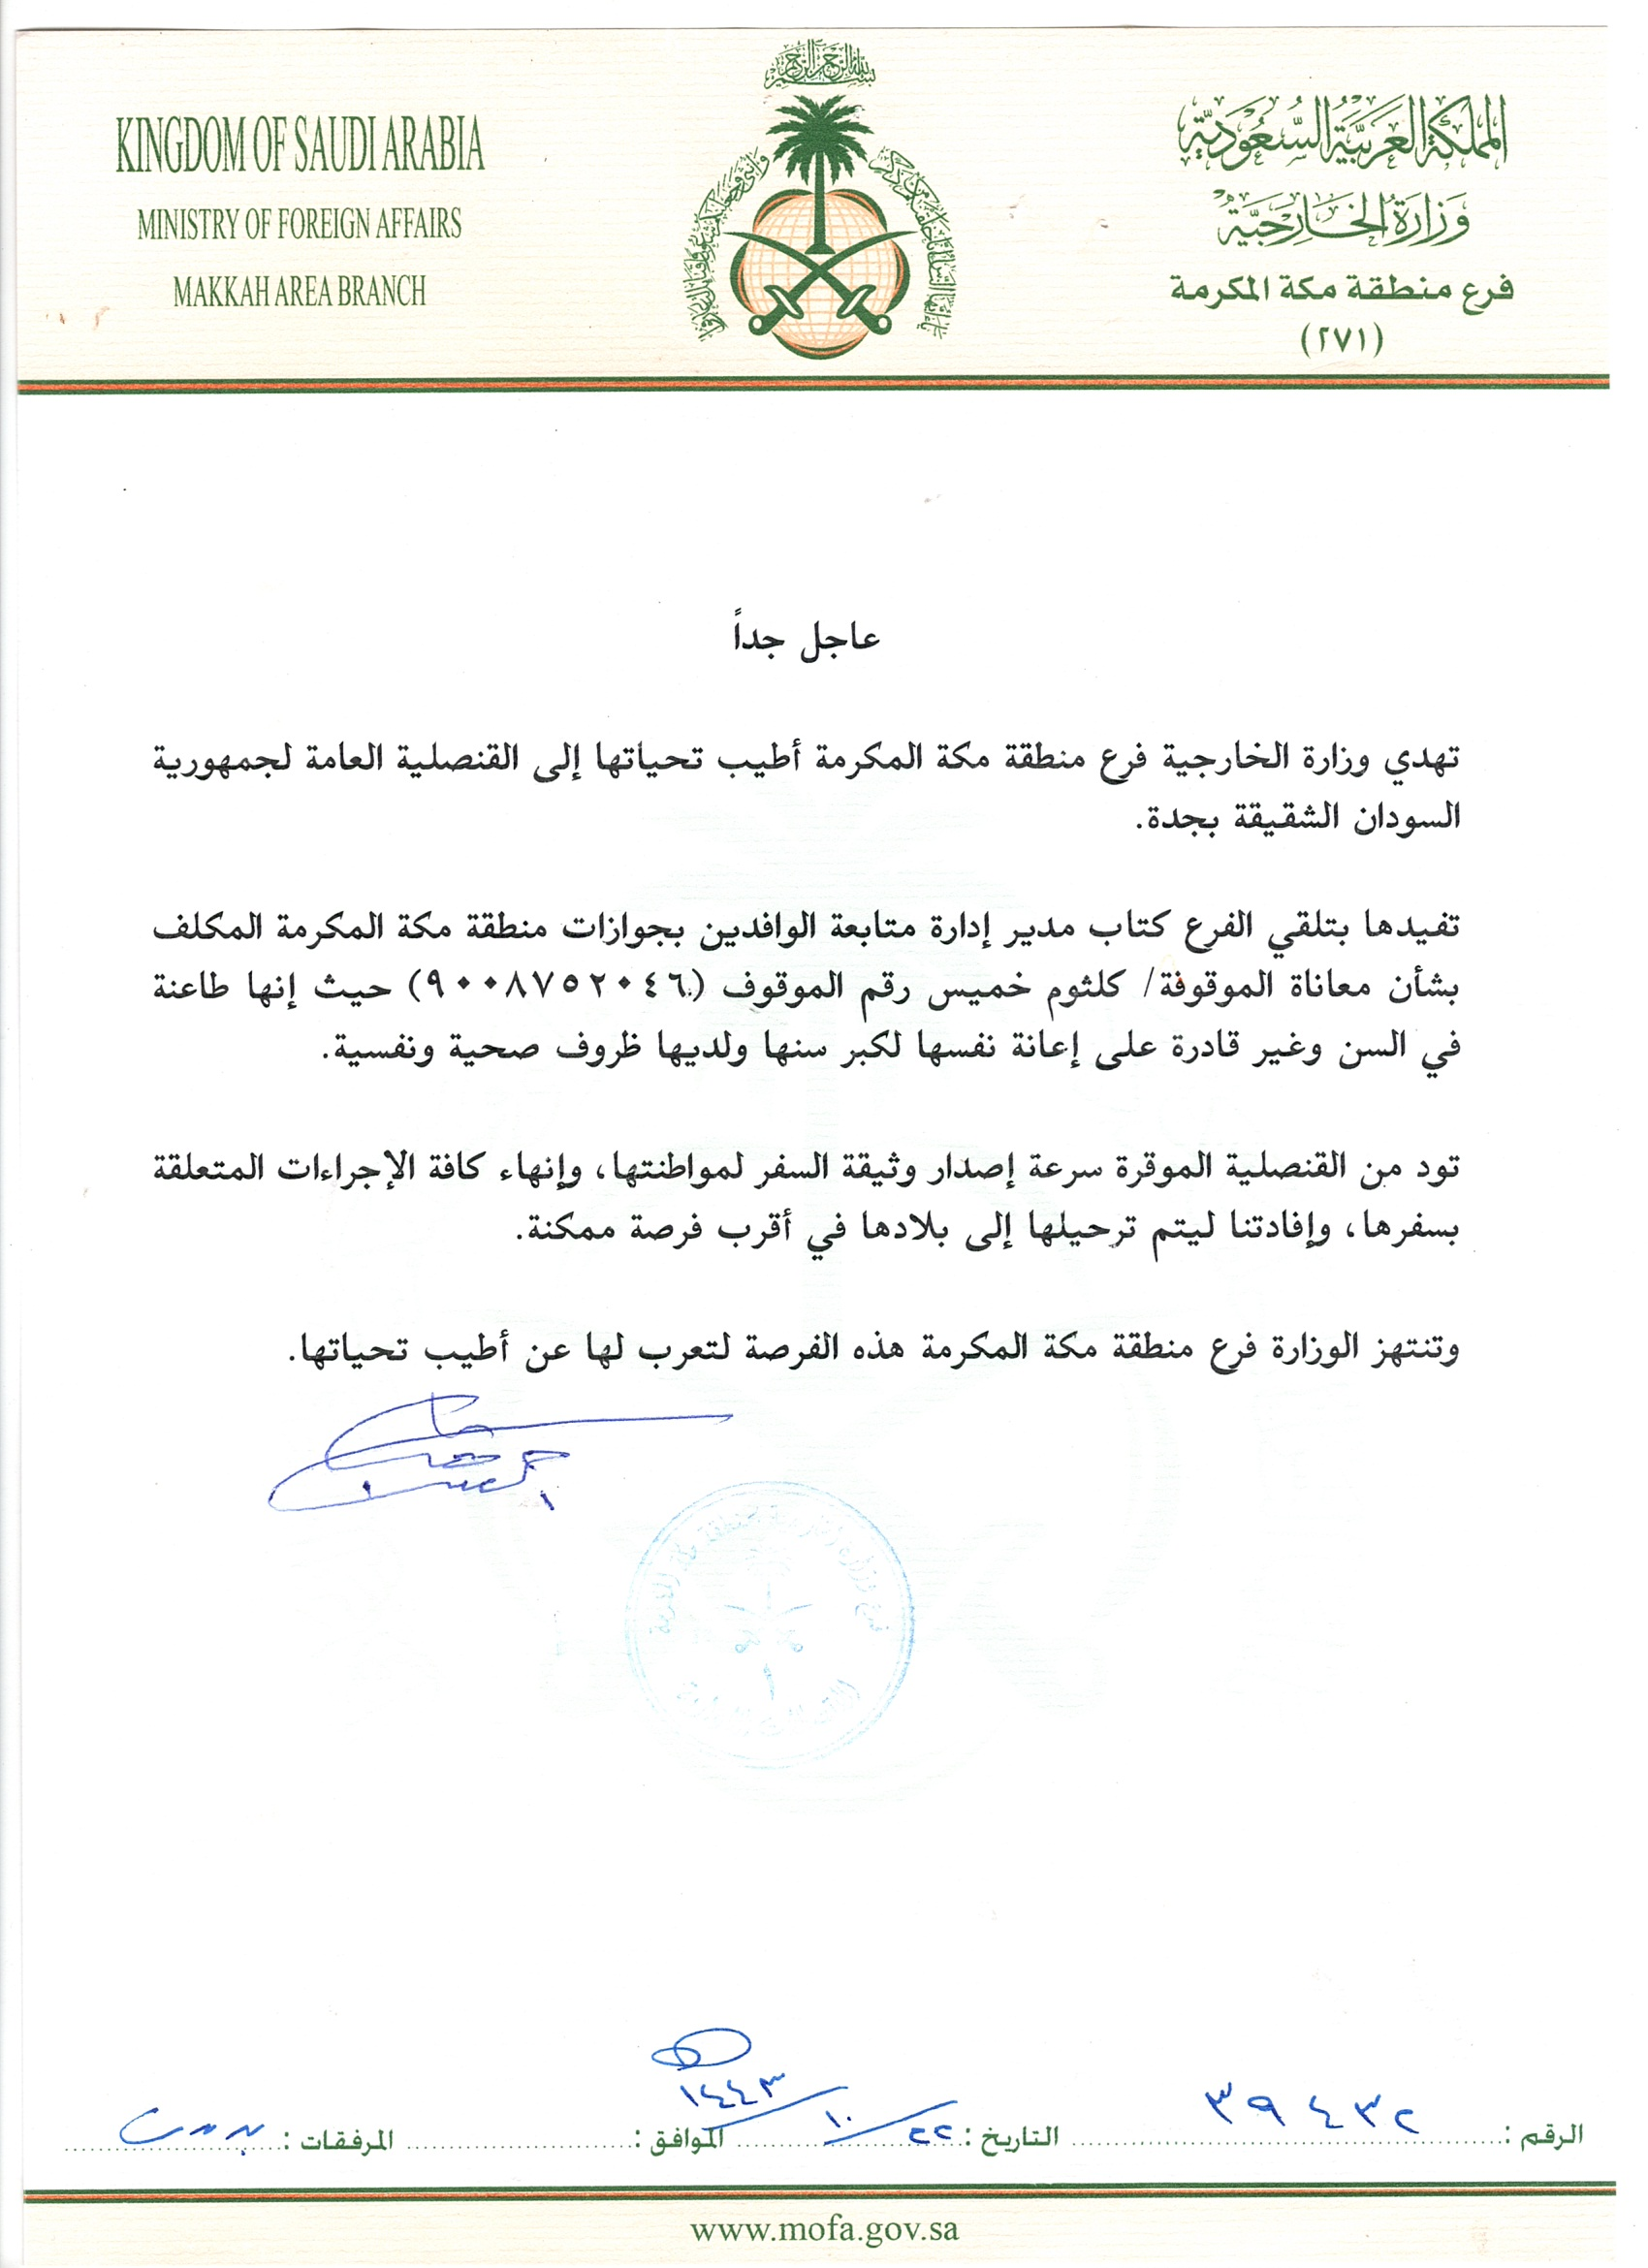 بسم الله الرحمن الرحيم
KINGDOM OF SAUDI ARABIA
MINISTRY OF FOREIGN AFFAIRS
MAKKAH AREA BRANCH
المملكة العربية السعودية
وزارة الخارجية
فرع منطقة مكة المكرمة
(٢٧١)
عاجل جداً
تهدي وزارة الخارجية فرع منطقة مكة المكرمة أطيب تحياتها إلى القنصلية العامة لجمهورية
السودان الشقيقة بجدة.
تفيدها بتلقي الفرع كتاب مدير إدارة متابعة الوافدين بجوازات منطقة مكة المكرمة المكلف
بشأن معاناة الموقوفة/ كلثوم خميس رقم الموقوف (٩٠٠٨٧٥٢٠٤٦) حيث إنها طاعنة
في السن وغير قادرة على إعانة نفسها لكبر سنها ولديها ظروف صحية ونفسية.
تود من القنصلية الموقرة سرعة إصدار وثيقة السفر لمواطنتها، وإنهاء كافة الإجراءات المتعلقة
بسفرها، وإفادتنا ليتم ترحيلها إلى بلادها في أقرب فرصة ممكنة.
وتنتهز الوزارة فرع منطقة مكة المكرمة هذه الفرصة لتعرب لها عن أطيب تحياتها.
الرقم : ٣٩٤٣٢ التاريخ : ٢٢/١٠/١٤٤٣ الموافق : المرفقات : بدون
www.mofa.gov.sa